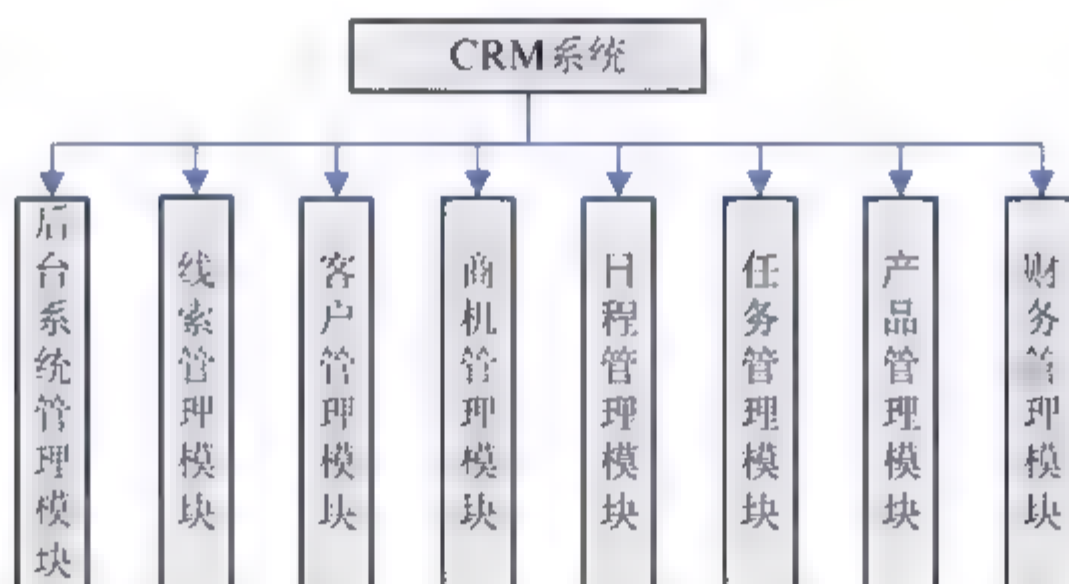 CRM系统
后台系统管理模块
线索管理模块
客户管理模块
商机管理模块
日程管理模块
任务管理模块
产品管理模块
财务管理模块